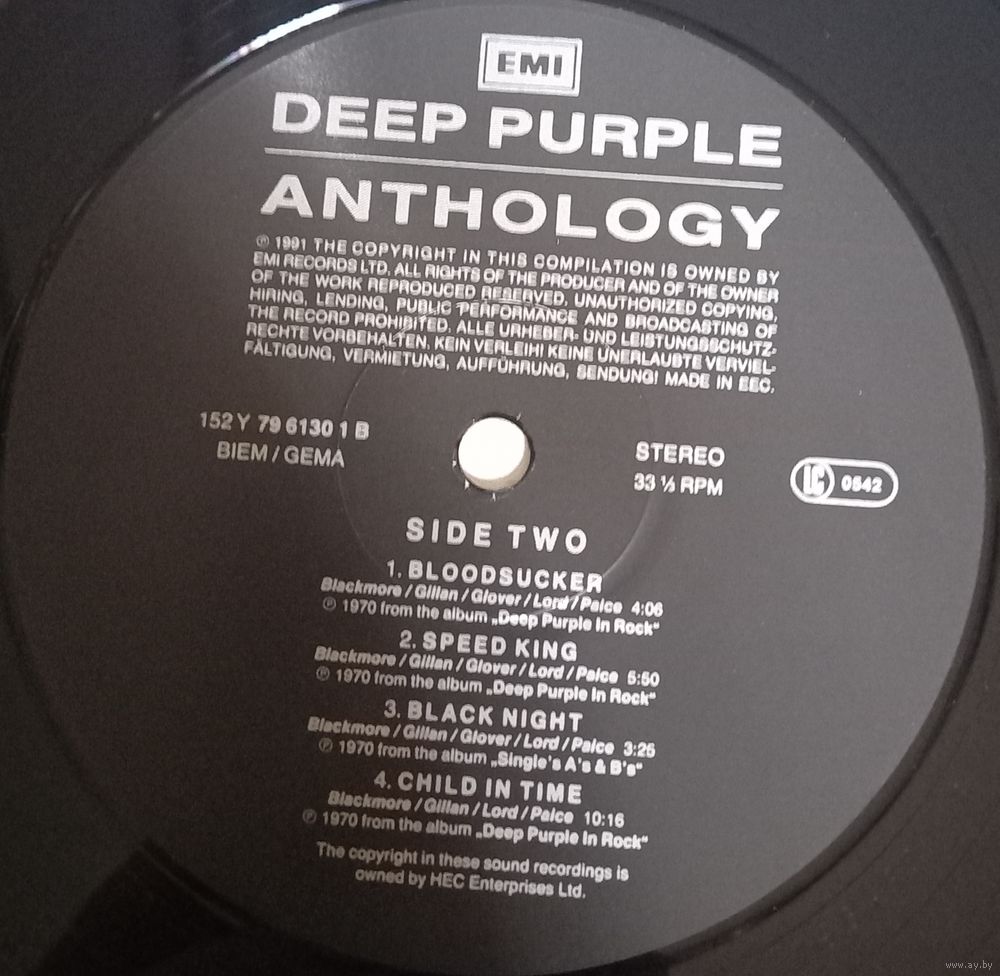 EMI
DEEP PURPLE
ANTHOLOGY
℗ 1991 THE COPYRIGHT IN THIS COMPILATION IS OWNED BY
EMI RECORDS LTD. ALL RIGHTS OF THE PRODUCER AND OF THE OWNER
OF THE WORK REPRODUCED RESERVED. UNAUTHORIZED COPYING,
HIRING, LENDING, PUBLIC PERFORMANCE AND BROADCASTING OF
THE RECORD PROHIBITED. ALLE URHEBER- UND LEISTUNGSSCHUTZ-
RECHTE VORBEHALTEN. KEIN VERLEIH! KEINE UNERLAUBTE VERVIEL-
FÄLTIGUNG, VERMIETUNG, AUFFÜHRUNG, SENDUNG! MADE IN EEC.
152 Y 79 6130 1 B
BIEM / GEMA
STEREO
33 ⅓ RPM
LC 0542
SIDE TWO
1. BLOODSUCKER
Blackmore / Gillan / Glover / Lord / Paice 4:06
℗ 1970 from the album „Deep Purple In Rock“
2. SPEED KING
Blackmore / Gillan / Glover / Lord / Paice 5:50
℗ 1970 from the album „Deep Purple In Rock“
3. BLACK NIGHT
Blackmore / Gillan / Glover / Lord / Paice 3:26
℗ 1970 from the album „Single's A's & B's“
4. CHILD IN TIME
Blackmore / Gillan / Lord / Paice 10:16
℗ 1970 from the album „Deep Purple In Rock“
The copyright in these sound recordings is
owned by HEC Enterprises Ltd.
www.ay.by